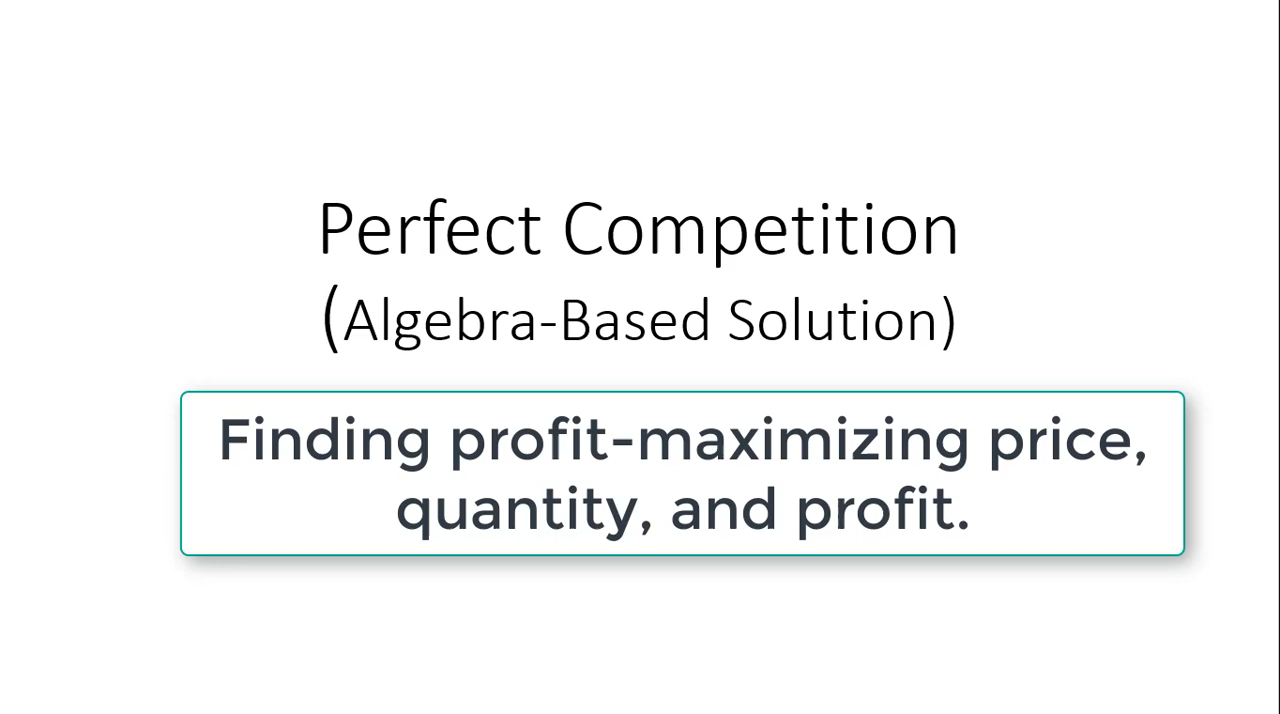 Perfect Competition
(Algebra-Based Solution)
Finding profit-maximizing price,
quantity, and profit.